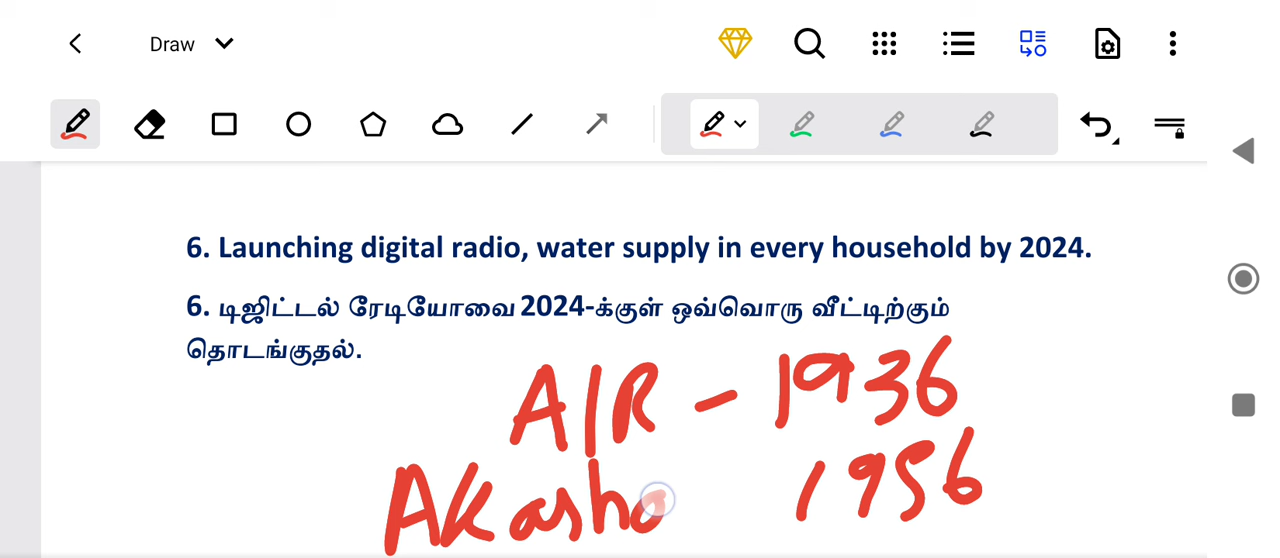 Draw
6. Launching digital radio, water supply in every household by 2024.
6. டிஜிட்டல் ரேடியோவை 2024-க்குள் ஒவ்வொரு வீட்டிற்கும்
தொடங்குதல்.
AIR - 1936
Akasha 1956